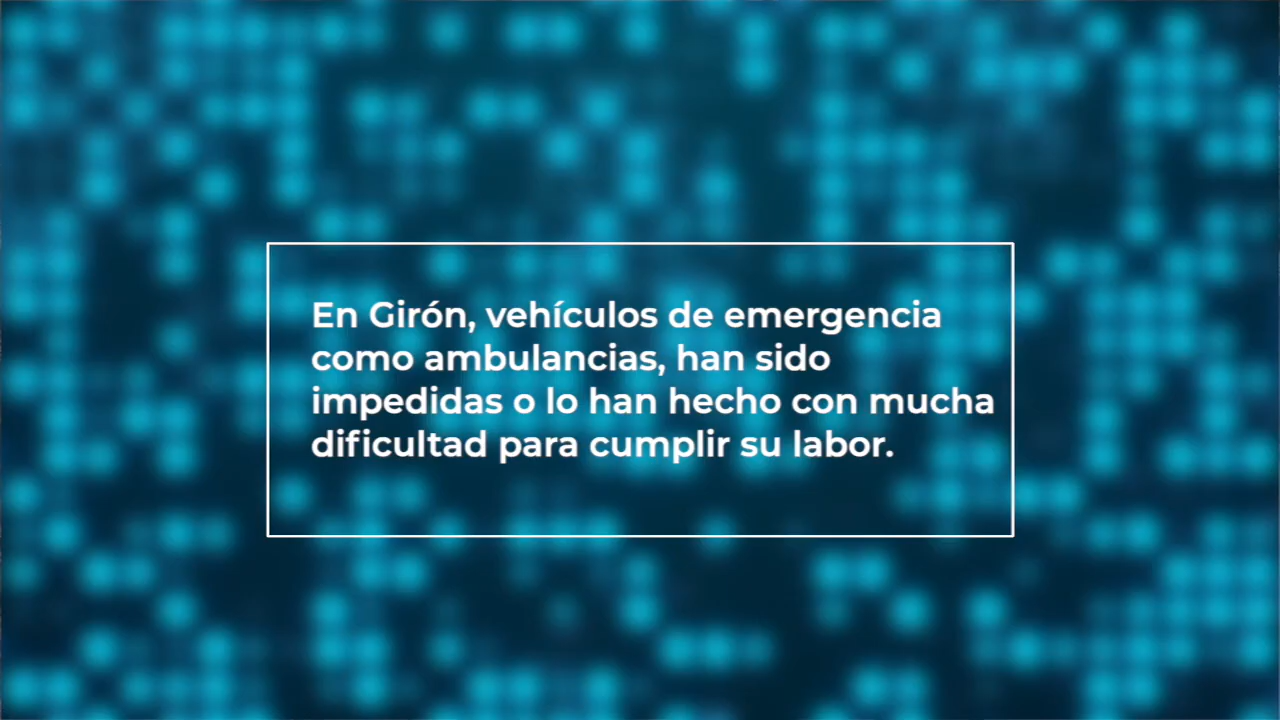 En Girón, vehículos de emergencia
como ambulancias, han sido
impedidas o lo han hecho con mucha
dificultad para cumplir su labor.